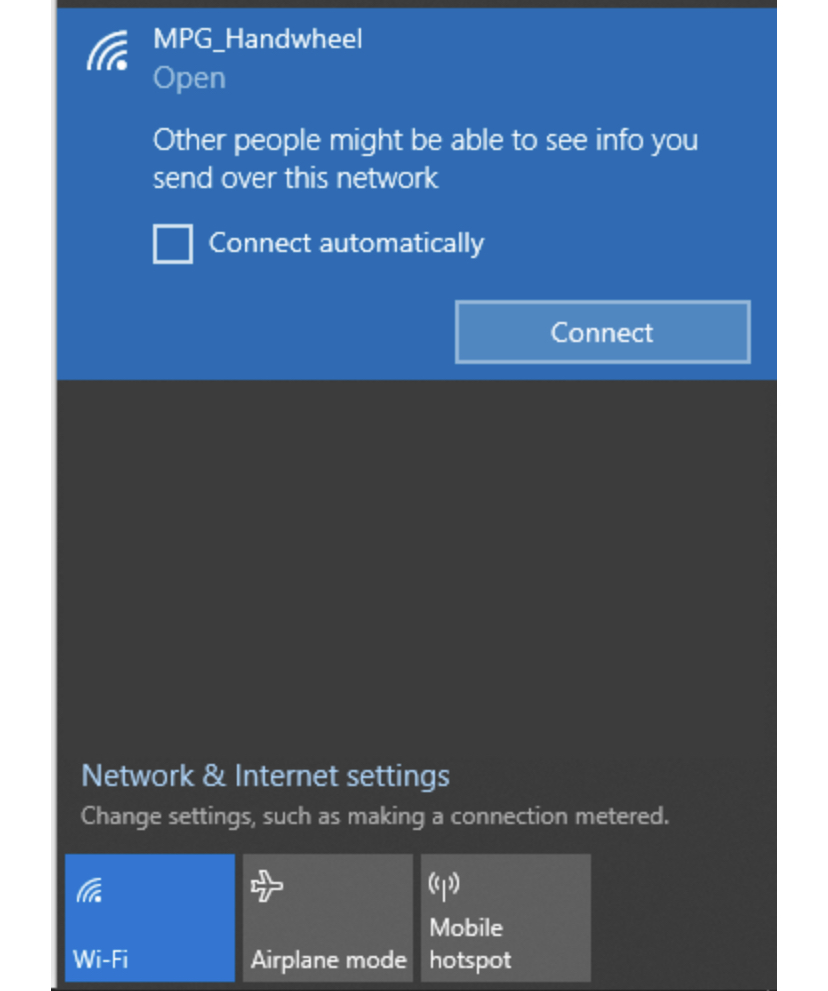 MPG_Handwheel
Open
Other people might be able to see info you
send over this network
Connect automatically
Connect
Network & Internet settings
Change settings, such as making a connection metered.
Wi-Fi
Airplane mode
Mobile
hotspot